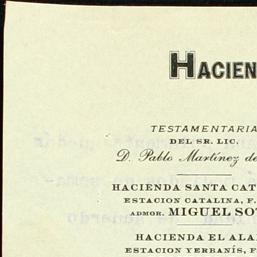 HACIEN
TESTAMENTARIA
DEL SR. LIC.
D. Pablo Martínez de
HACIENDA SANTA CAT
ESTACION CATALINA, F.
ADMOR. MIGUEL SOT
HACIENDA EL ALA
ESTACION YERBANÍS, F